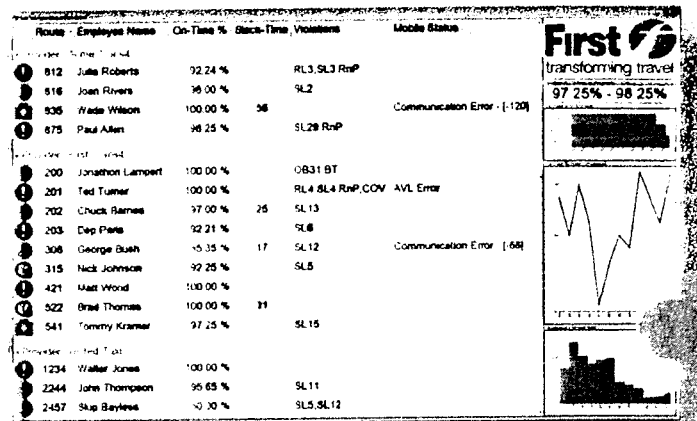 Route Employee Name On-Time % Slack-Time Violations Mobile Status
812 Julie Roberts 92.24 % RL3,SL3 RnP
816 Joan Rivers 98.00 % SL2
835 Wade Wilson 100.00 % 56 Communication Error - [-120]
875 Paul Allen 98.25 % SL29 RnP
200 Jonathon Lampert 100.00 % OB31 BT
201 Ted Turner 100.00 % RL4 SL4 RnP,COV AVL Error
202 Chuck Barnes 97.00 % 25 SL13
203 Dep Paris 92.21 % SL6
308 George Bush 17 SL12 Communication Error [-68]
315 Nick Johnson 92.25 % SL5
421 Matt Wond 100.00 %
522 Brad Thomas 100.00 % 31
541 Tommy Kramer 97.25 % SL15
1234 Walter Jones 100.00 %
2244 John Thompson 95.65 % SL11
2457 Skip Bayless SL5,SL12
First
transforming travel
97 25% - 98 25%